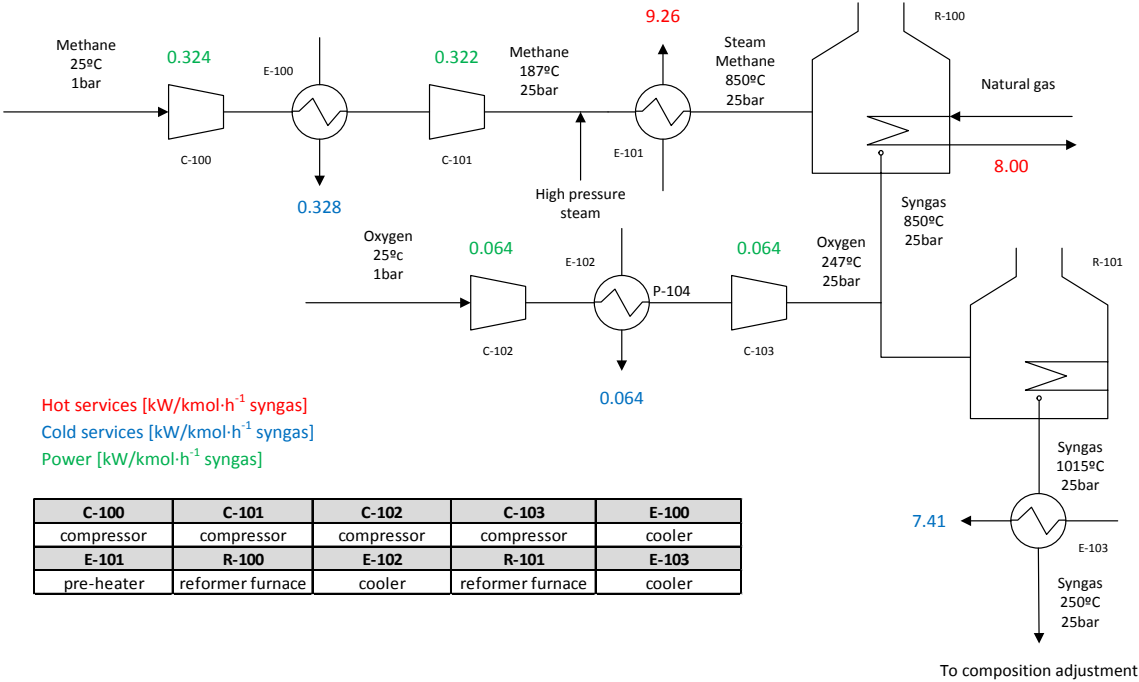 Methane
25ºC
1bar
0.324
E-100
0.322
Methane
187ºC
25bar
9.26
Steam
Methane
850ºC
25bar
R-100
Natural gas
C-100
C-101
E-101
8.00
0.328
High pressure
steam
Syngas
850ºC
25bar
Oxygen
25ºc
1bar
0.064
E-102
P-104
0.064
Oxygen
247ºC
25bar
R-101
C-102
C-103
0.064
Hot services [kW/kmol·h-1 syngas]
Cold services [kW/kmol·h-1 syngas]
Power [kW/kmol·h-1 syngas]
Syngas
1015ºC
25bar
C-100 C-101 C-102 C-103 E-100
compressor compressor compressor compressor cooler
E-101 R-100 E-102 R-101 E-103
pre-heater reformer furnace cooler reformer furnace cooler
7.41
E-103
Syngas
250ºC
25bar
To composition adjustment